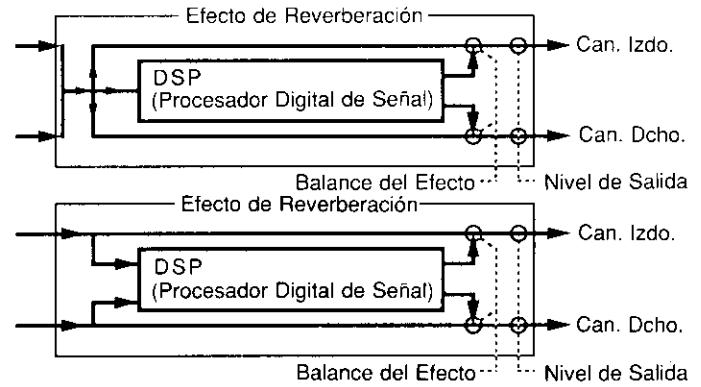 Efecto de Reverberación
Can. Izdo.
DSP
(Procesador Digital de Señal)
Can. Dcho.
Balance del Efecto
Nivel de Salida
Efecto de Reverberación
Can. Izdo.
DSP
(Procesador Digital de Señal)
Can. Dcho.
Balance del Efecto
Nivel de Salida